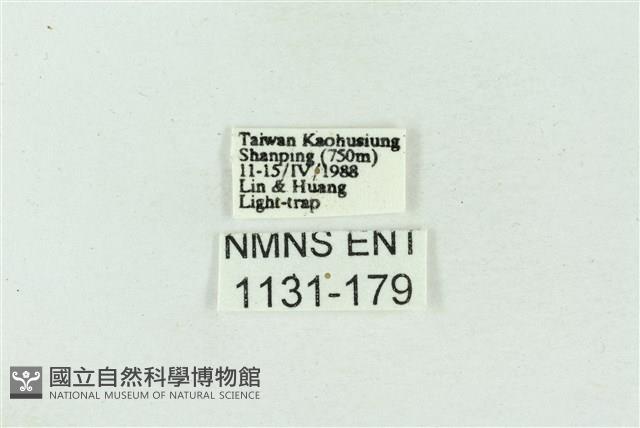 Taiwan Kaohusiung
Shanping (750m)
11-15/IV/1988
Lin & Huang
Light-trap
NMNS ENT
1131-179
國立自然科學博物館
NATIONAL MUSEUM OF NATURAL SCIENCE